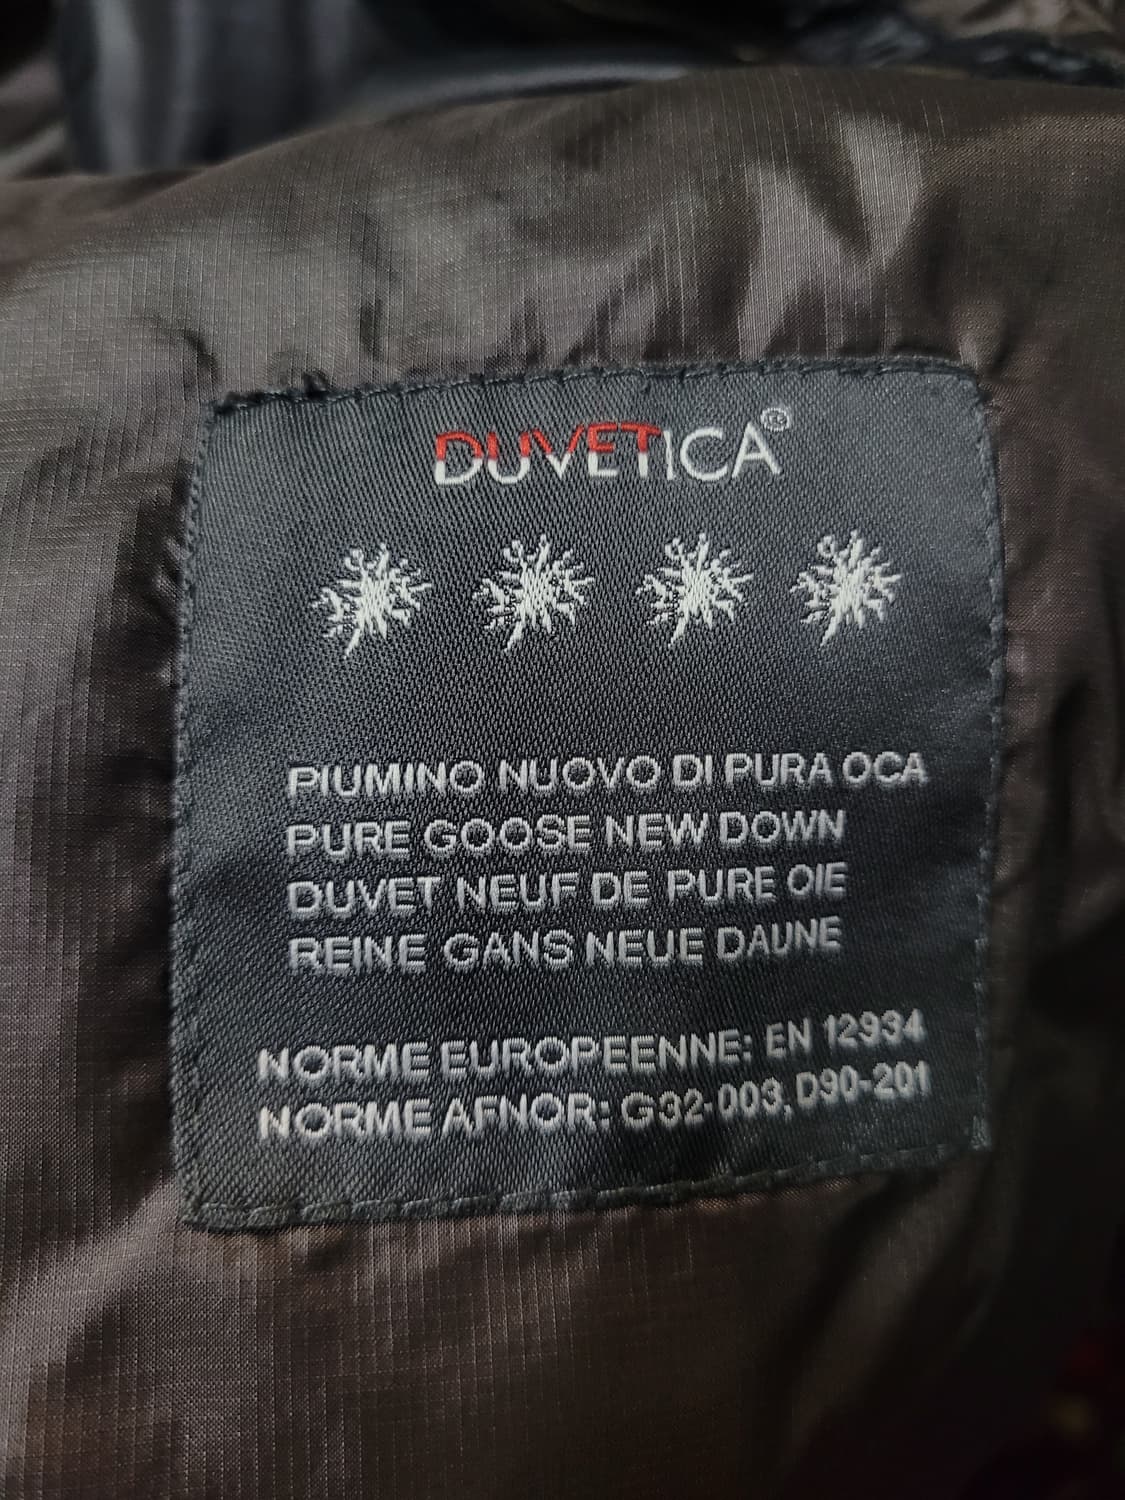 DUVETICA®
PIUMINO NUOVO DI PURA OCA
PURE GOOSE NEW DOWN
DUVET NEUF DE PURE OIE
REINE GANS NEUE DAUNE
NORME EUROPEENNE: EN 12934
NORME AFNOR: G32-003, D90-201